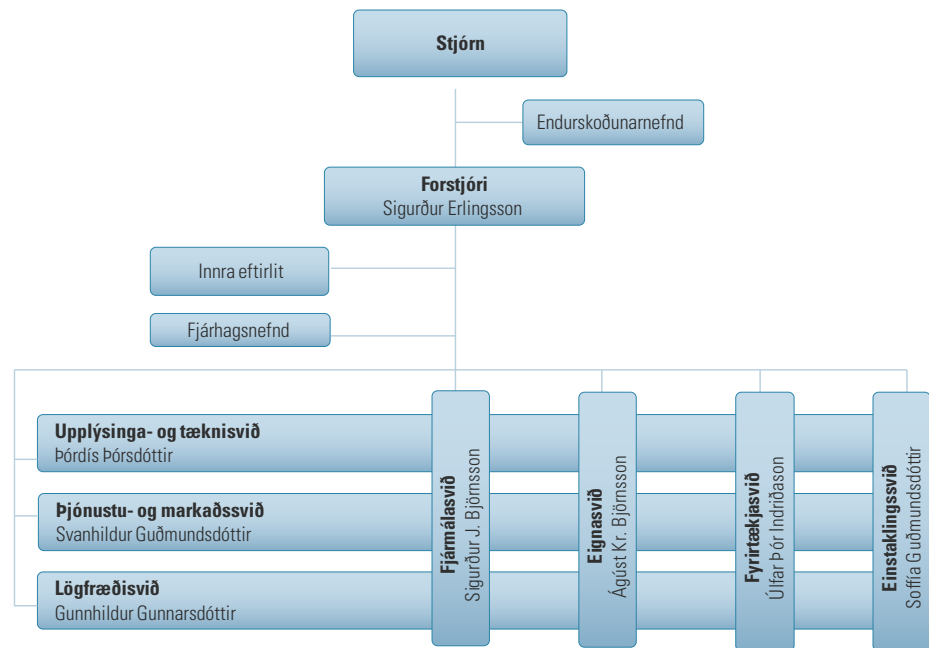 Stjórn
Endurskoðunarnefnd
Forstjóri
Sigurður Erlingsson
Innra eftirlit
Fjárhagsnefnd
Upplýsinga- og tæknisvið
Þórdís Þórsdóttir
Þjónustu- og markaðssvið
Svanhildur Guðmundsdóttir
Lögfræðisvið
Gunnhildur Gunnarsdóttir
Fjármálasvið
Sigurður J. Björnsson
Eignasvið
Ágúst Kr. Björnsson
Fyrirtækjasvið
Úlfar Þór Indriðason
Einstaklingssvið
Soffía Guðmundsdóttir